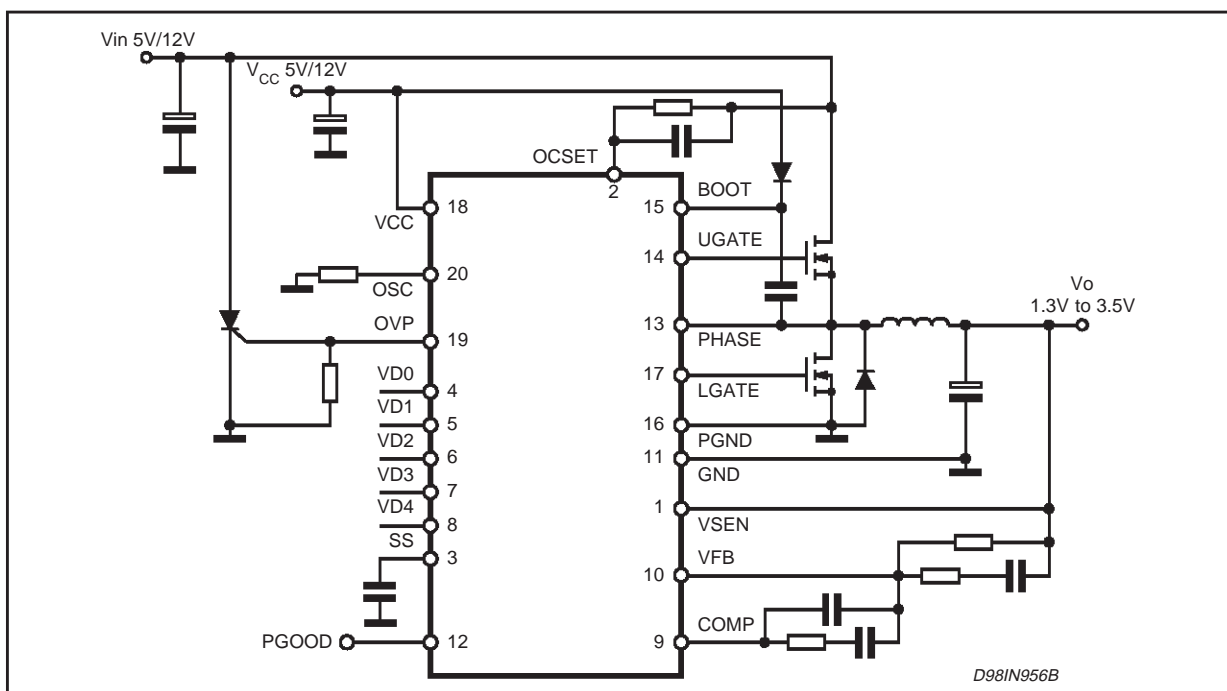 Vin 5V/12V
VCC 5V/12V
OCSET
2
VCC
18
OSC
20
OVP
19
VD0
4
VD1
5
VD2
6
VD3
7
VD4
8
SS
3
PGOOD
12
15
BOOT
14
UGATE
13
PHASE
17
LGATE
16
PGND
11
GND
1
VSEN
10
VFB
9
COMP
Vo
1.3V to 3.5V
D98IN956B